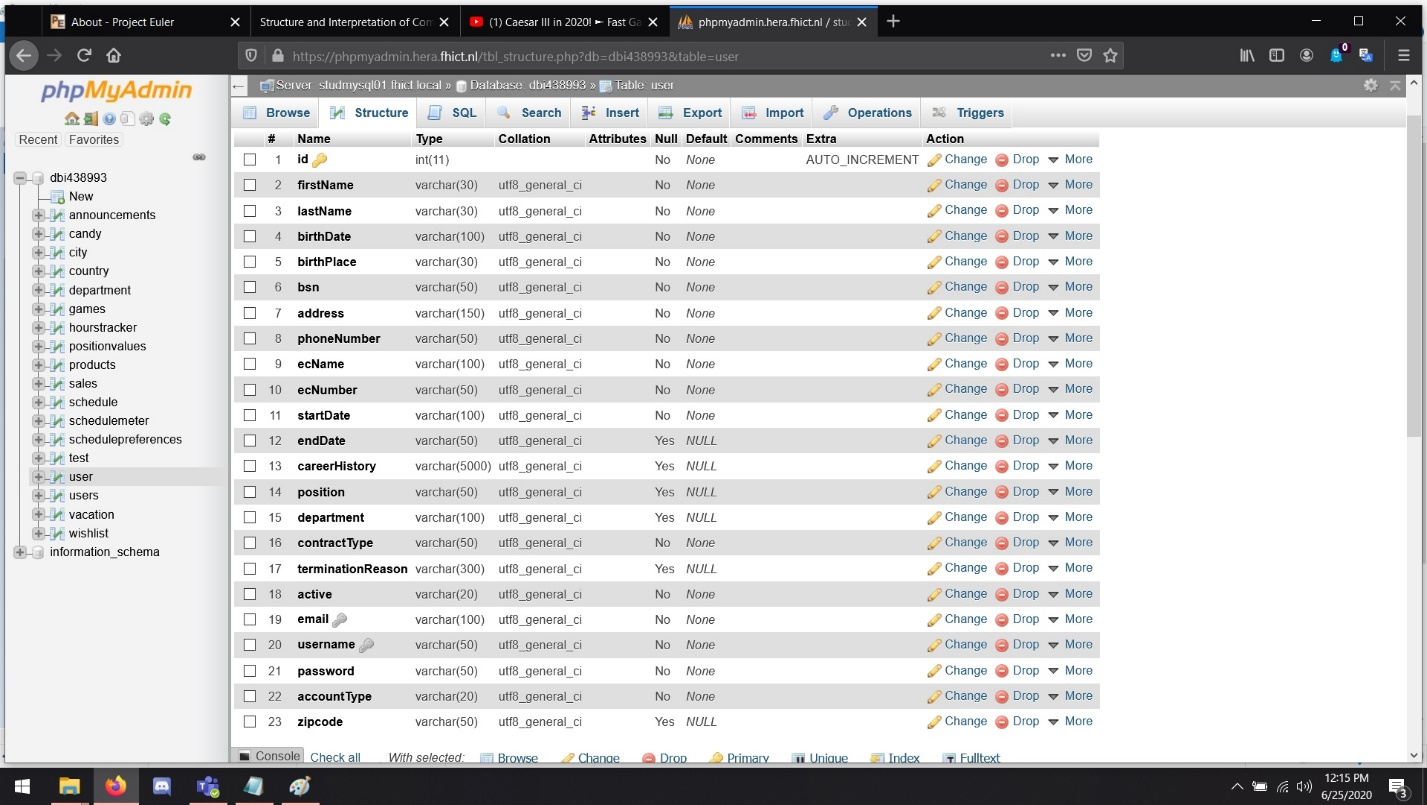 About - Project Euler
Structure and Interpretation of Com
(1) Caesar III in 2020! ► Fast Ga
phpmyadmin.hera.fhict.nl / stud
https://phpmyadmin.hera.fhict.nl/tbl_structure.php?db=dbi438993&table=user
0
phpMyAdmin
Recent Favorites
dbi438993
New
announcements
candy
city
country
department
games
hourstracker
positionvalues
products
sales
schedule
schedulemeter
schedulepreferences
test
user
users
vacation
wishlist
information_schema
Server: studmysql01.fhict.local » Database: dbi438993 » Table: user
Browse Structure SQL Search Insert Export Import Operations Triggers
# Name Type Collation Attributes Null Default Comments Extra Action
1 id int(11) No None AUTO_INCREMENT Change Drop More
2 firstName varchar(30) utf8_general_ci No None Change Drop More
3 lastName varchar(30) utf8_general_ci No None Change Drop More
4 birthDate varchar(100) utf8_general_ci No None Change Drop More
5 birthPlace varchar(30) utf8_general_ci No None Change Drop More
6 bsn varchar(50) utf8_general_ci No None Change Drop More
7 address varchar(150) utf8_general_ci No None Change Drop More
8 phoneNumber varchar(50) utf8_general_ci No None Change Drop More
9 ecName varchar(100) utf8_general_ci No None Change Drop More
10 ecNumber varchar(50) utf8_general_ci No None Change Drop More
11 startDate varchar(100) utf8_general_ci No None Change Drop More
12 endDate varchar(50) utf8_general_ci Yes NULL Change Drop More
13 careerHistory varchar(5000) utf8_general_ci Yes NULL Change Drop More
14 position varchar(50) utf8_general_ci Yes NULL Change Drop More
15 department varchar(100) utf8_general_ci Yes NULL Change Drop More
16 contractType varchar(50) utf8_general_ci No None Change Drop More
17 terminationReason varchar(300) utf8_general_ci Yes NULL Change Drop More
18 active varchar(20) utf8_general_ci No None Change Drop More
19 email varchar(100) utf8_general_ci No None Change Drop More
20 username varchar(50) utf8_general_ci No None Change Drop More
21 password varchar(50) utf8_general_ci No None Change Drop More
22 accountType varchar(20) utf8_general_ci No None Change Drop More
23 zipcode varchar(50) utf8_general_ci Yes NULL Change Drop More
Console Check all With selected: Browse Change Drop Primary Unique Index Fulltext
12:15 PM
6/25/2020
3